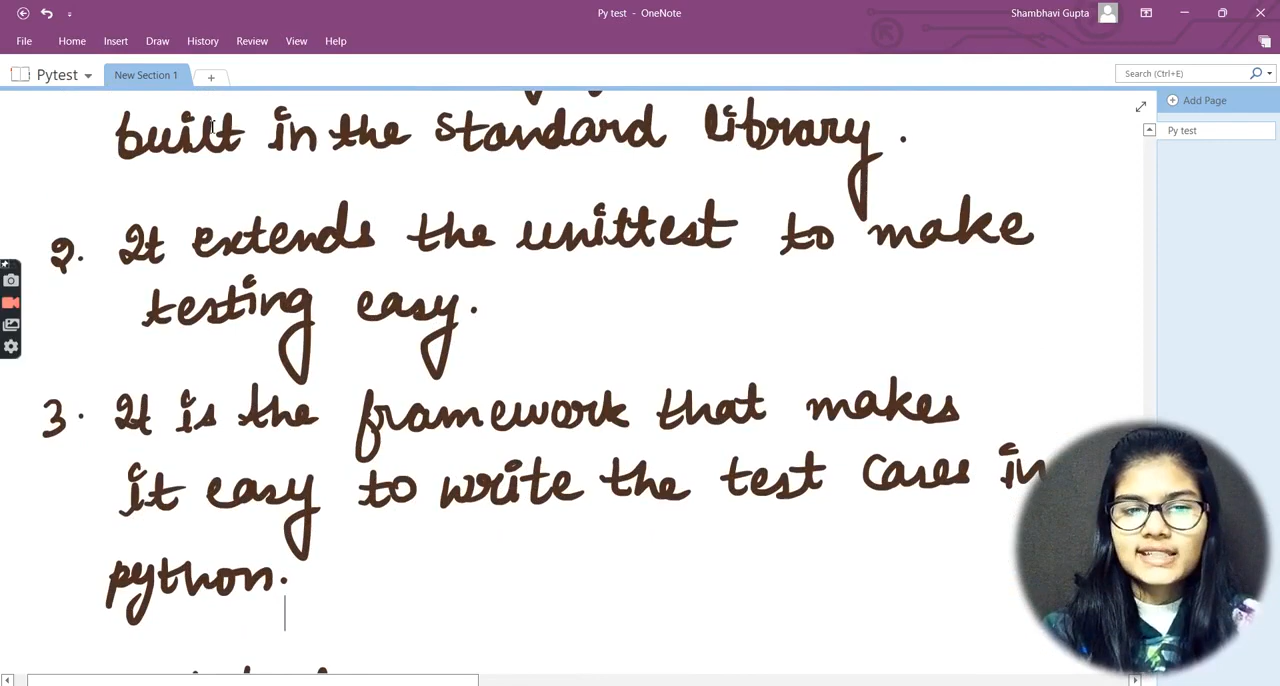 Py test - OneNote
Shambhavi Gupta
File Home Insert Draw History Review View Help
Pytest
New Section 1
+
Search (Ctrl+E)
Add Page
Py test
built in the standard library.
2. It extends the unittest to make
testing easy.
3. It is the framework that makes
it easy to write the test cases in
python.